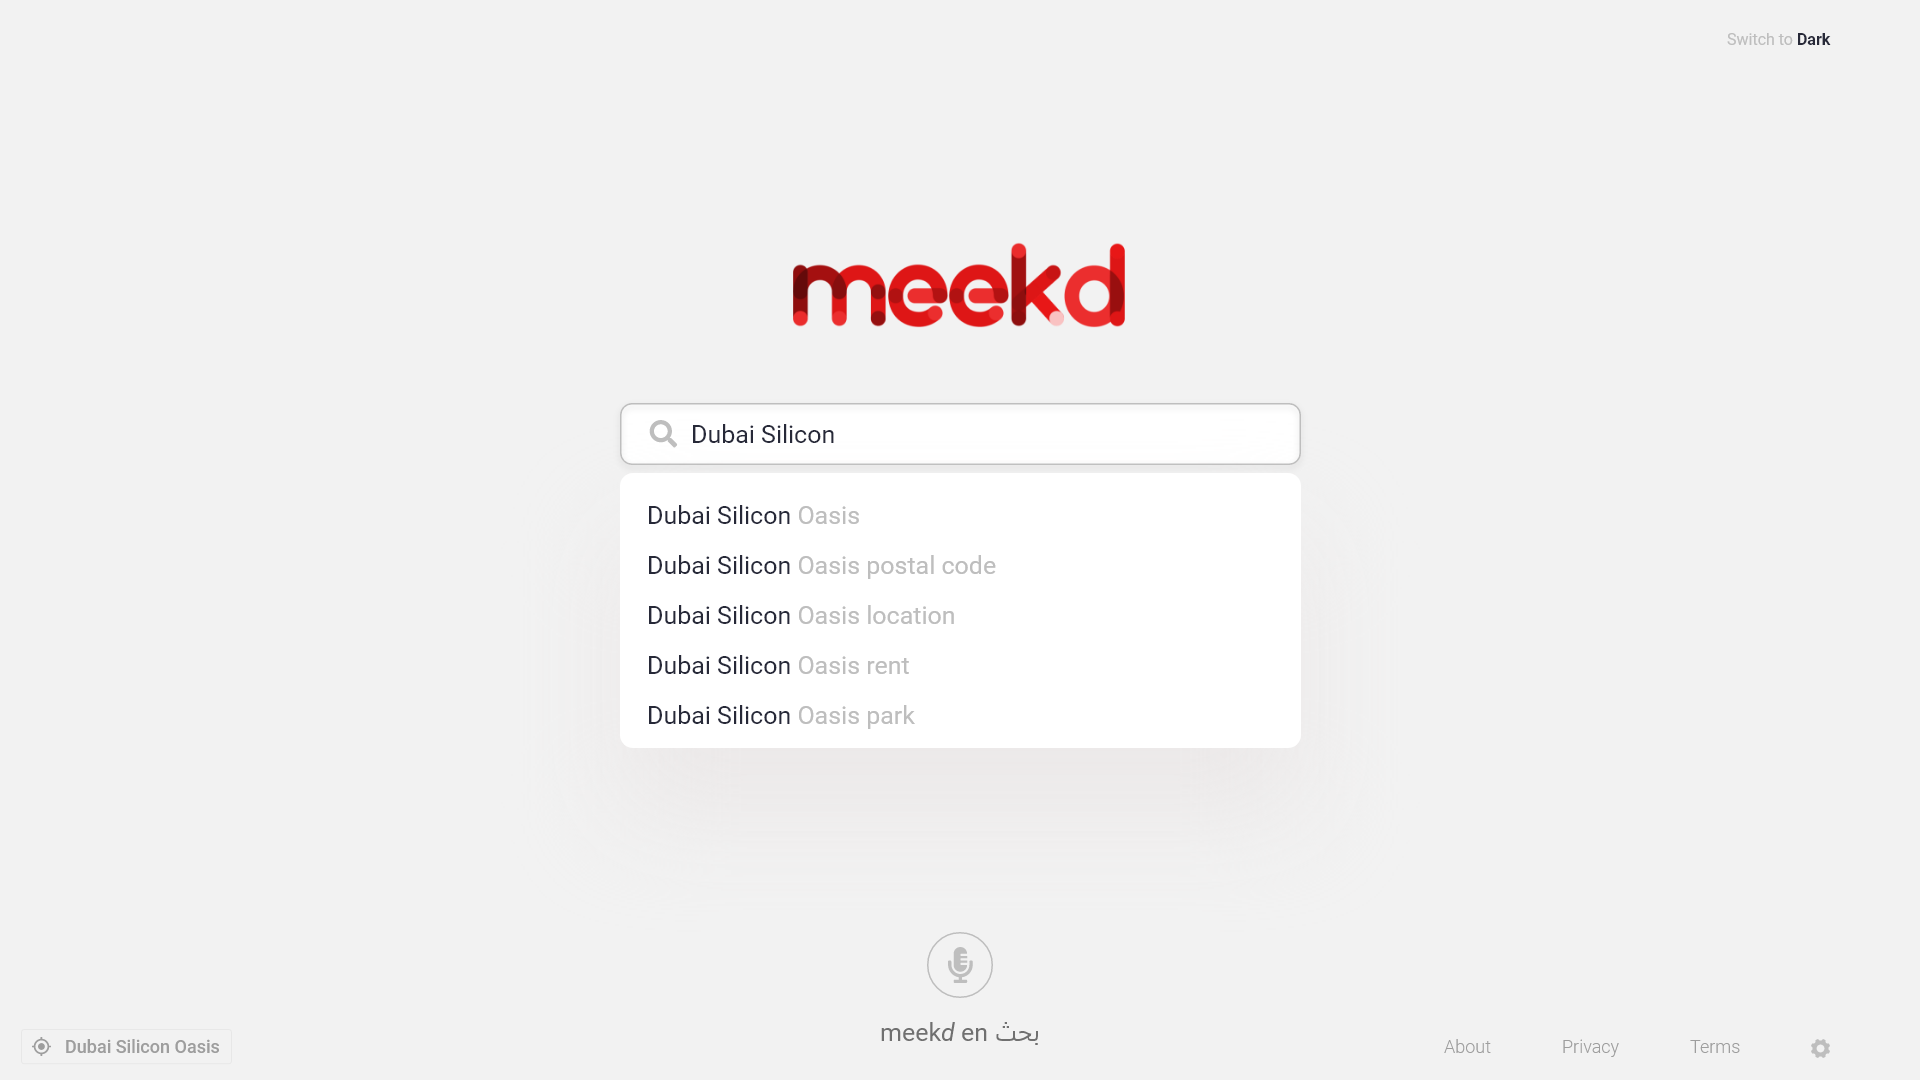 Switch to Dark
meekd
Dubai Silicon
Dubai Silicon Oasis
Dubai Silicon Oasis postal code
Dubai Silicon Oasis location
Dubai Silicon Oasis rent
Dubai Silicon Oasis park
meekd en بحث
Dubai Silicon Oasis
About
Privacy
Terms